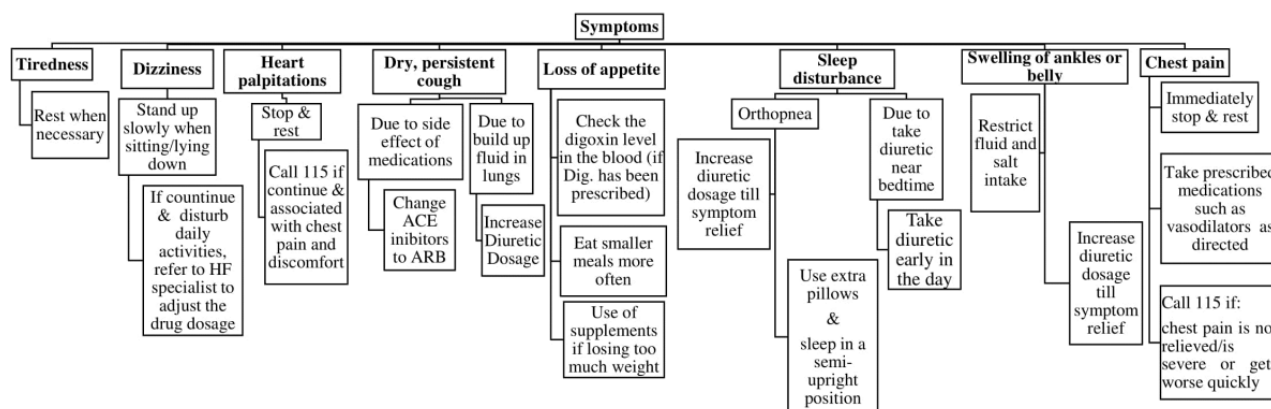 Symptoms
Tiredness
Rest when
necessary
Dizziness
Stand up
slowly when
sitting/lying
down
If countinue
& disturb
daily
activities,
refer to HF
specialist to
adjust the
drug dosage
Heart
palpitations
Stop &
rest
Call 115 if
continue &
associated
with chest
pain and
discomfort
Dry, persistent
cough
Due to side
effect of
medications
Change
ACE
inibitors
to ARB
Due to
build up
fluid in
lungs
Increase
Diuretic
Dosage
Loss of appetite
Check the
digoxin level
in the blood (if
Dig. has been
prescribed)
Eat smaller
meals more
often
Use of
supplements
if losing too
much weight
Sleep
disturbance
Orthopnea
Increase
diuretic
dosage till
symptom
relief
Use extra
pillows
&
sleep in a
semi-
upright
position
Due to
take
diuretic
near
bedtime
Take
diuretic
early in
the day
Swelling of ankles or
belly
Restrict
fluid and
salt
intake
Increase
diuretic
dosage
till
symptom
relief
Chest pain
Immediately
stop & rest
Take prescribed
medications
such as
vasodilators as
directed
Call 115 if:
chest pain is no
relieved/is
severe or get
worse quickly